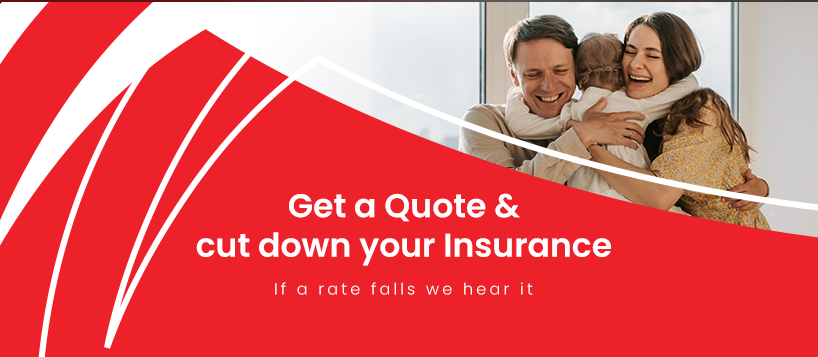 Get a Quote &
cut down your Insurance
If a rate falls we hear it